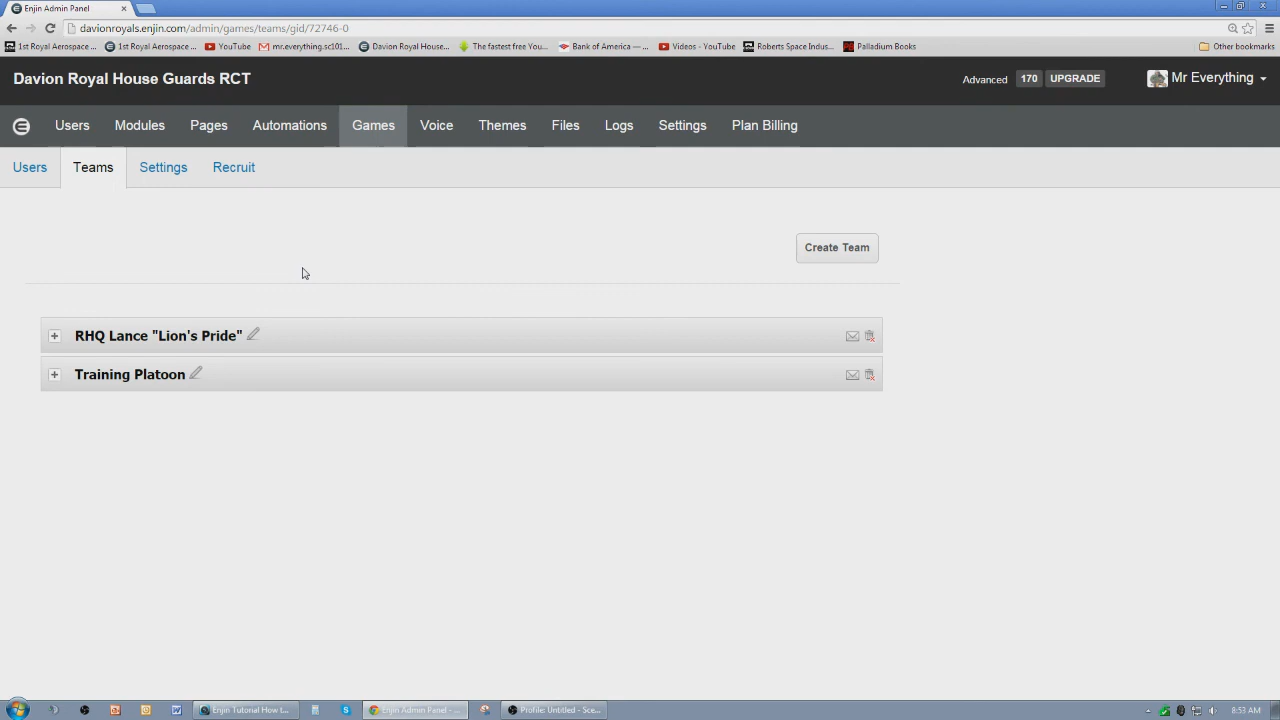 Enjin Admin Panel
davionroyals.enjin.com/admin/games/teams/gid/72746-0
1st Royal Aerospace ... 1st Royal Aerospace ... YouTube mr.everything.sc101... Davion Royal House... The fastest free You... Bank of America — ... Videos - YouTube Roberts Space Indus... Palladium Books Other bookmarks
Davion Royal House Guards RCT Advanced 170 UPGRADE Mr Everything
Users Modules Pages Automations Games Voice Themes Files Logs Settings Plan Billing
Users Teams Settings Recruit
Create Team
RHQ Lance "Lion's Pride"
Training Platoon
Enjin Tutorial How t... Enjin Admin Panel - ... Profile: Untitled - Sce... 8:53 AM